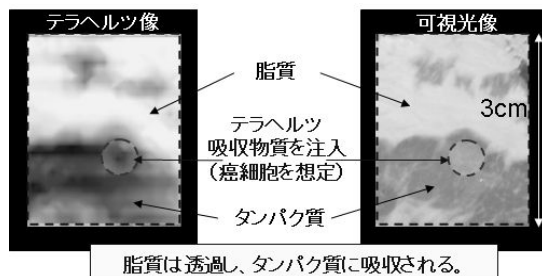 テラヘルツ像
可視光像
脂質
3cm
テラヘルツ
吸収物質を注入
(癌細胞を想定)
タンパク質
脂質は透過し、タンパク質に吸収される。